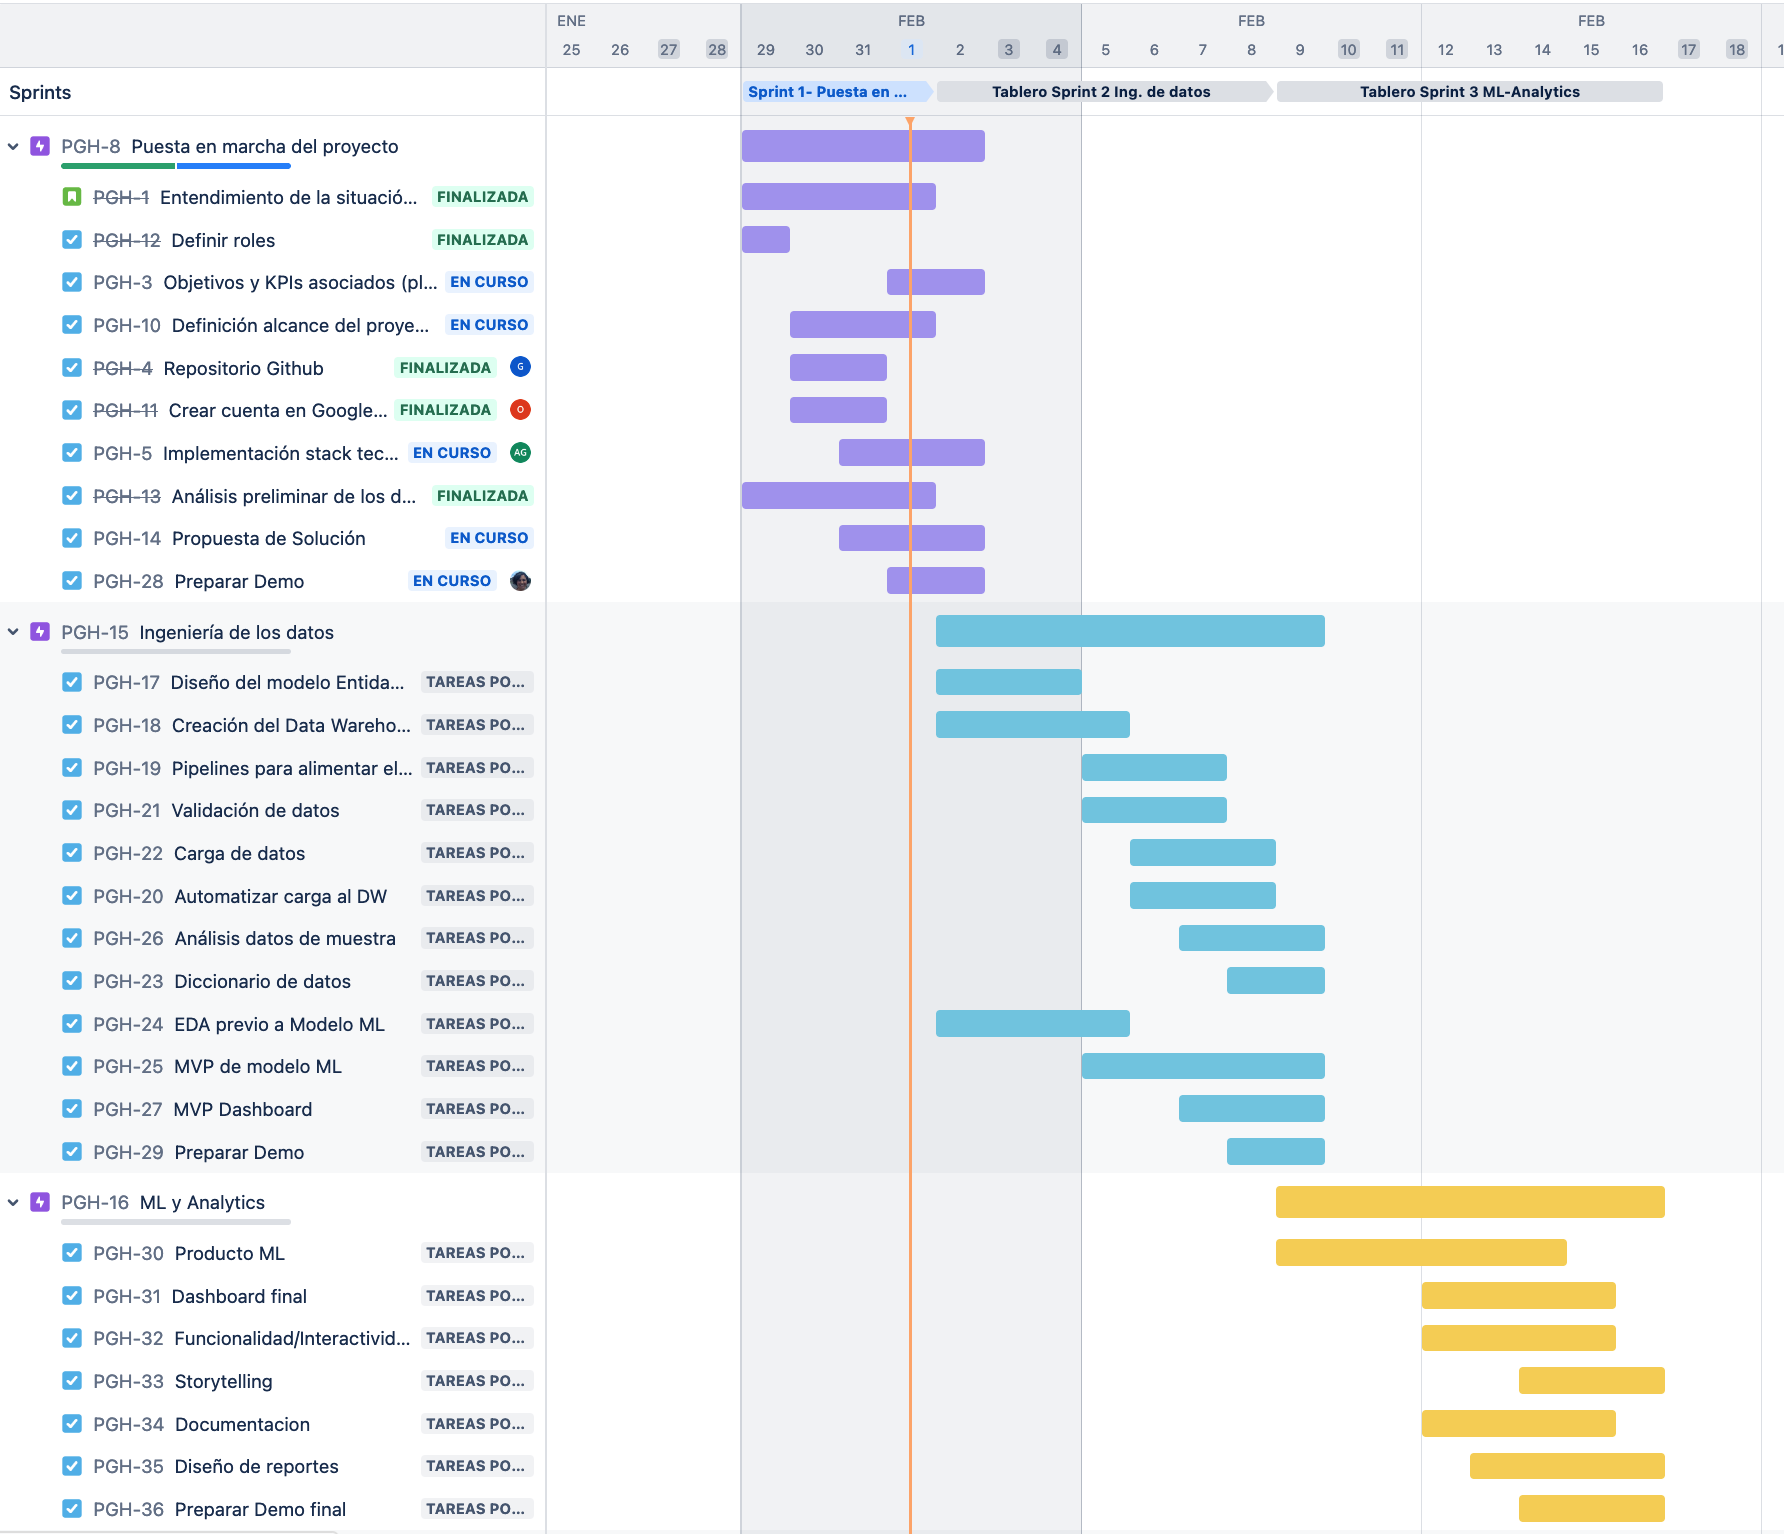 ENE FEB FEB FEB
25 26 27 28 29 30 31 1 2 3 4 5 6 7 8 9 10 11 12 13 14 15 16 17 18
Sprints Sprint 1- Puesta en ... Tablero Sprint 2 Ing. de datos Tablero Sprint 3 ML-Analytics
PGH-8 Puesta en marcha del proyecto
PGH-1 Entendimiento de la situació... FINALIZADA
PGH-12 Definir roles FINALIZADA
PGH-3 Objetivos y KPIs asociados (pl... EN CURSO
PGH-10 Definición alcance del proye... EN CURSO
PGH-4 Repositorio Github FINALIZADA G
PGH-11 Crear cuenta en Google... FINALIZADA O
PGH-5 Implementación stack tec... EN CURSO AG
PGH-13 Análisis preliminar de los d... FINALIZADA
PGH-14 Propuesta de Solución EN CURSO
PGH-28 Preparar Demo EN CURSO
PGH-15 Ingeniería de los datos
PGH-17 Diseño del modelo Entida... TAREAS PO...
PGH-18 Creación del Data Wareho... TAREAS PO...
PGH-19 Pipelines para alimentar el... TAREAS PO...
PGH-21 Validación de datos TAREAS PO...
PGH-22 Carga de datos TAREAS PO...
PGH-20 Automatizar carga al DW TAREAS PO...
PGH-26 Análisis datos de muestra TAREAS PO...
PGH-23 Diccionario de datos TAREAS PO...
PGH-24 EDA previo a Modelo ML TAREAS PO...
PGH-25 MVP de modelo ML TAREAS PO...
PGH-27 MVP Dashboard TAREAS PO...
PGH-29 Preparar Demo TAREAS PO...
PGH-16 ML y Analytics
PGH-30 Producto ML TAREAS PO...
PGH-31 Dashboard final TAREAS PO...
PGH-32 Funcionalidad/Interactivid... TAREAS PO...
PGH-33 Storytelling TAREAS PO...
PGH-34 Documentacion TAREAS PO...
PGH-35 Diseño de reportes TAREAS PO...
PGH-36 Preparar Demo final TAREAS PO...